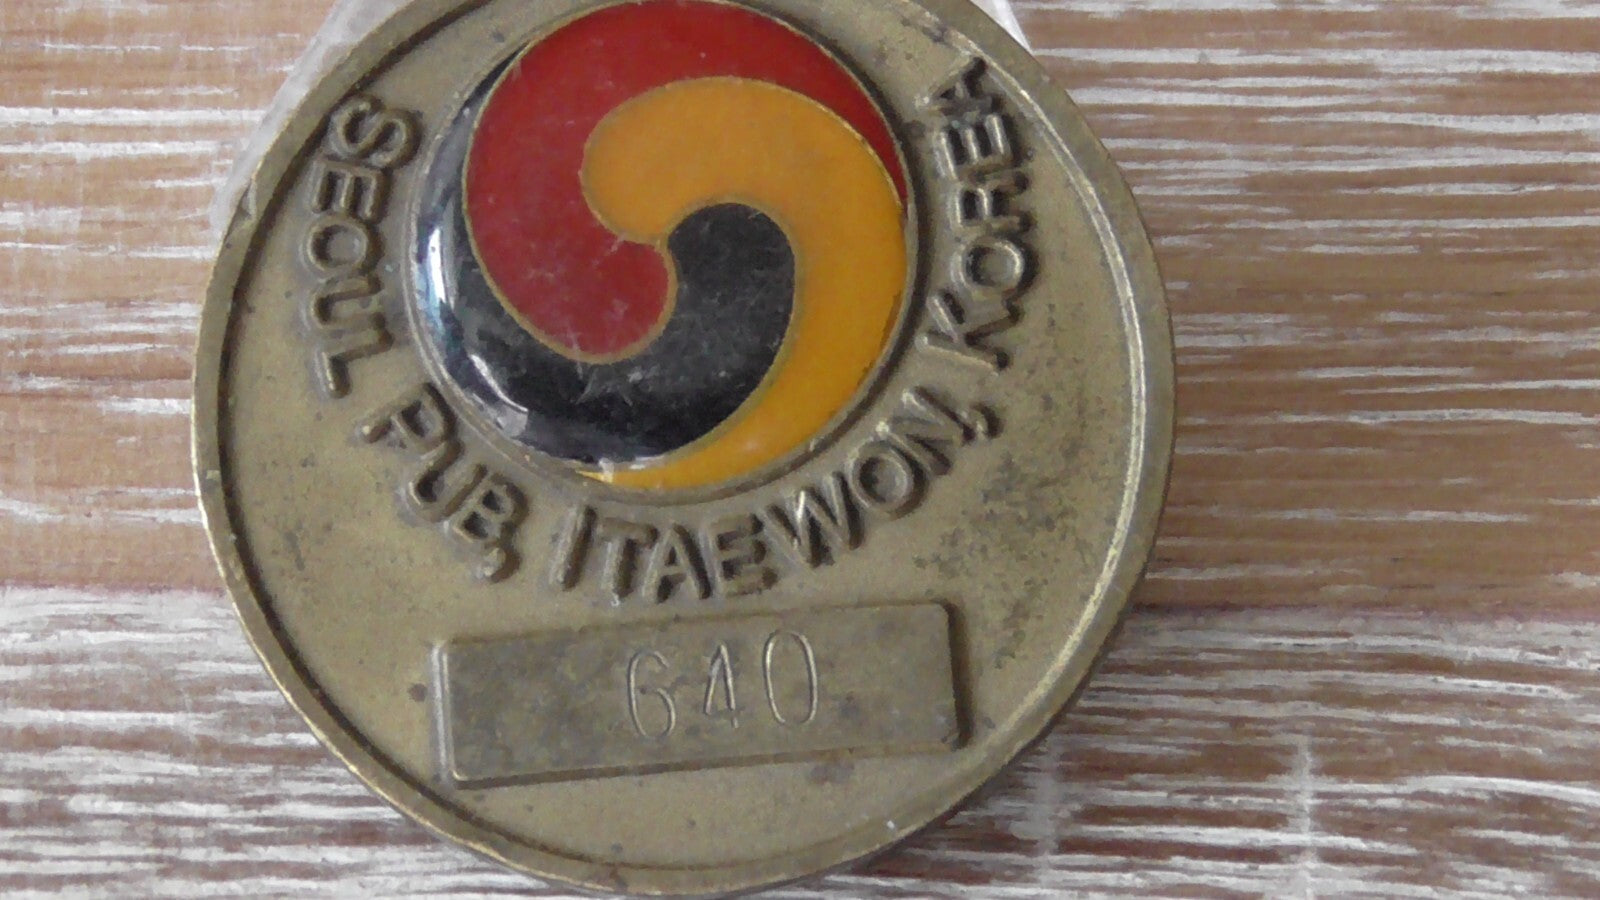 SEOUL PUB, ITAEWON, KOREA
640